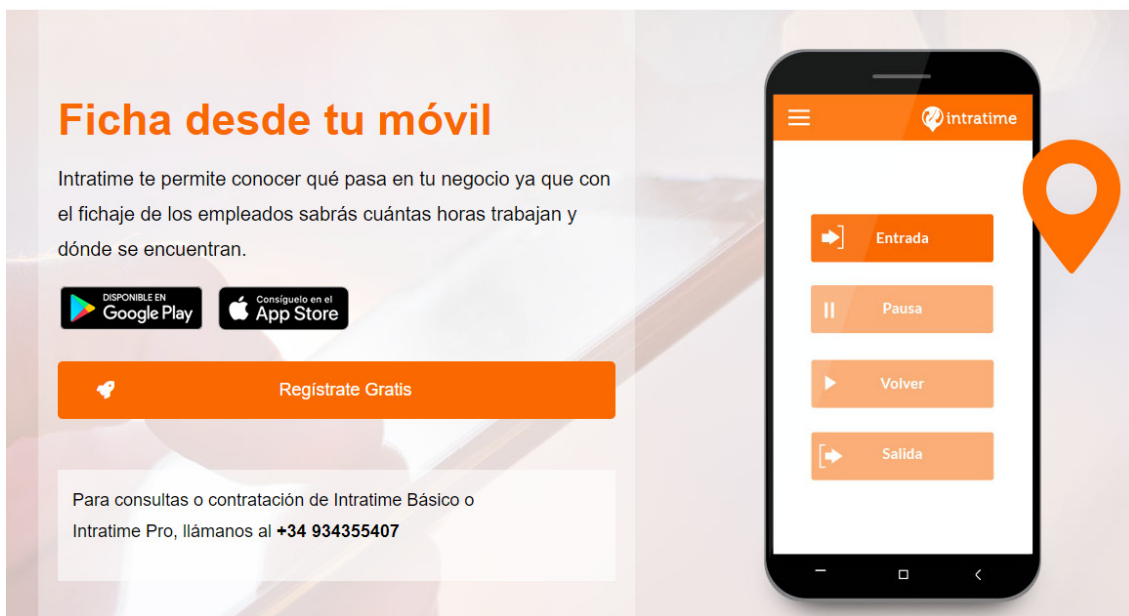 Ficha desde tu móvil
Intratime te permite conocer qué pasa en tu negocio ya que con
el fichaje de los empleados sabrás cuántas horas trabajan y
dónde se encuentran.
DISPONIBLE EN
Google Play
Consíguelo en el
App Store
Regístrate Gratis
Para consultas o contratación de Intratime Básico o
Intratime Pro, llámanos al +34 934355407
intratime
Entrada
Pausa
Volver
Salida